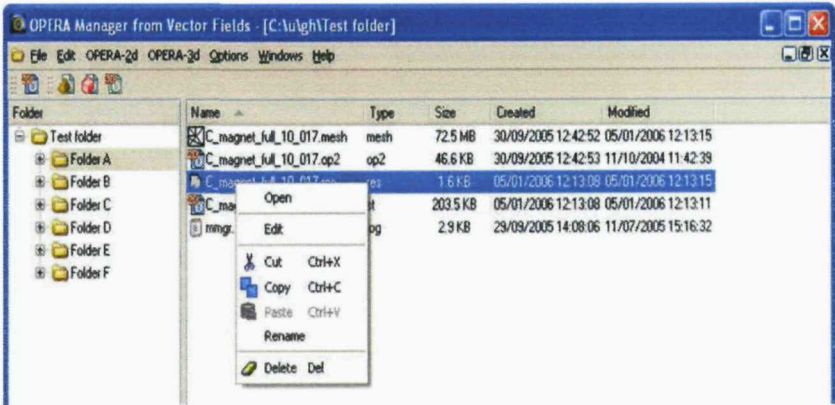 OPERA Manager from Vector Fields - [C:\u\gh\Test folder]
File Edit OPERA-2d OPERA-3d Options Windows Help
Folder Name Type Size Created Modified
Test folder C_magnet_full_10_017.mesh mesh 72.5 MB 30/09/2005 12:42:52 05/01/2006 12:13:15
Folder A C_magnet_full_10_017.op2 op2 46.6 KB 30/09/2005 12:42:53 11/10/2004 11:42:39
Folder B C_magnet_full_10_017.res res 1.6 KB 05/01/2006 12:13:08 05/01/2006 12:13:15
Folder C C_ma 203.5 KB 05/01/2006 12:13:08 05/01/2006 12:13:11
Folder D mmgr. og 2.9 KB 29/09/2005 14:08:06 11/07/2005 15:16:32
Folder E
Folder F
Open
Edit
Cut Ctrl+X
Copy Ctrl+C
Paste Ctrl+V
Rename
Delete Del